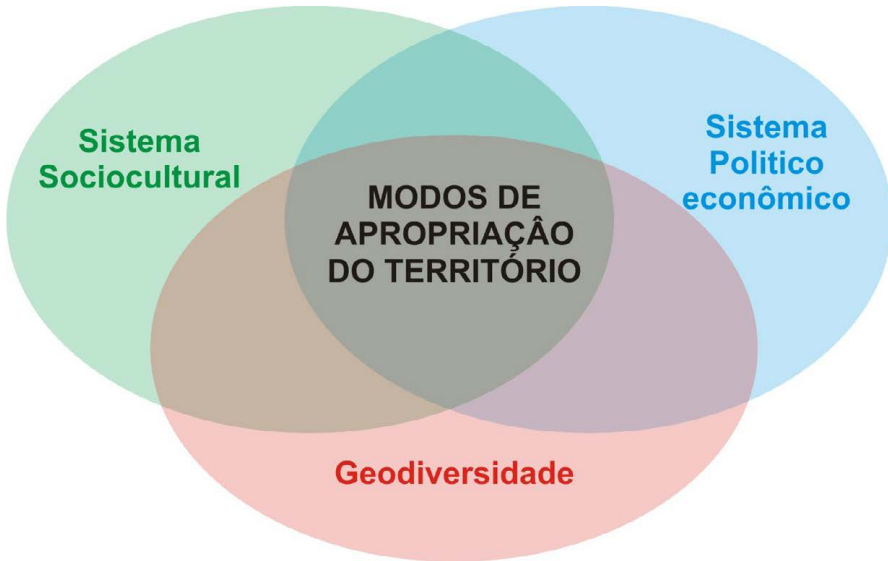 Sistema
Sociocultural
Sistema
Politico
econômico
MODOS DE
APROPRIAÇÂO
DO TERRITÓRIO
Geodiversidade